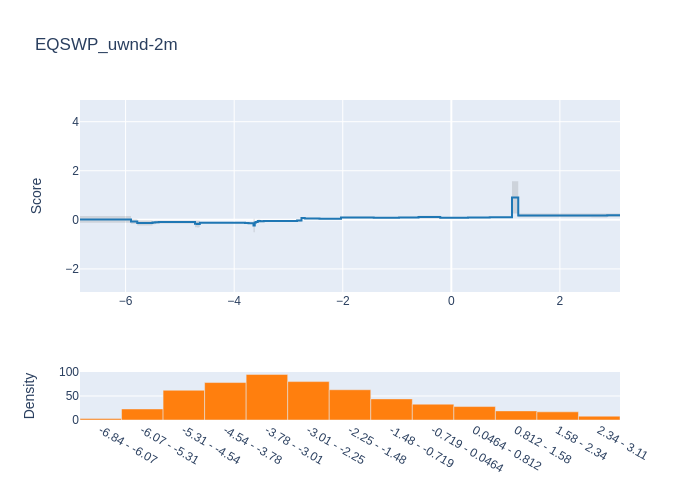 EQSWP_uwnd-2m
Score
4
2
0
−2
−6
−4
−2
0
2
Density
100
50
0
-6.84 - -6.07
-6.07 - -5.31
-5.31 - -4.54
-4.54 - -3.78
-3.78 - -3.01
-3.01 - -2.25
-2.25 - -1.48
-1.48 - -0.719
-0.719 - 0.0464
0.0464 - 0.812
0.812 - 1.58
1.58 - 2.34
2.34 - 3.11